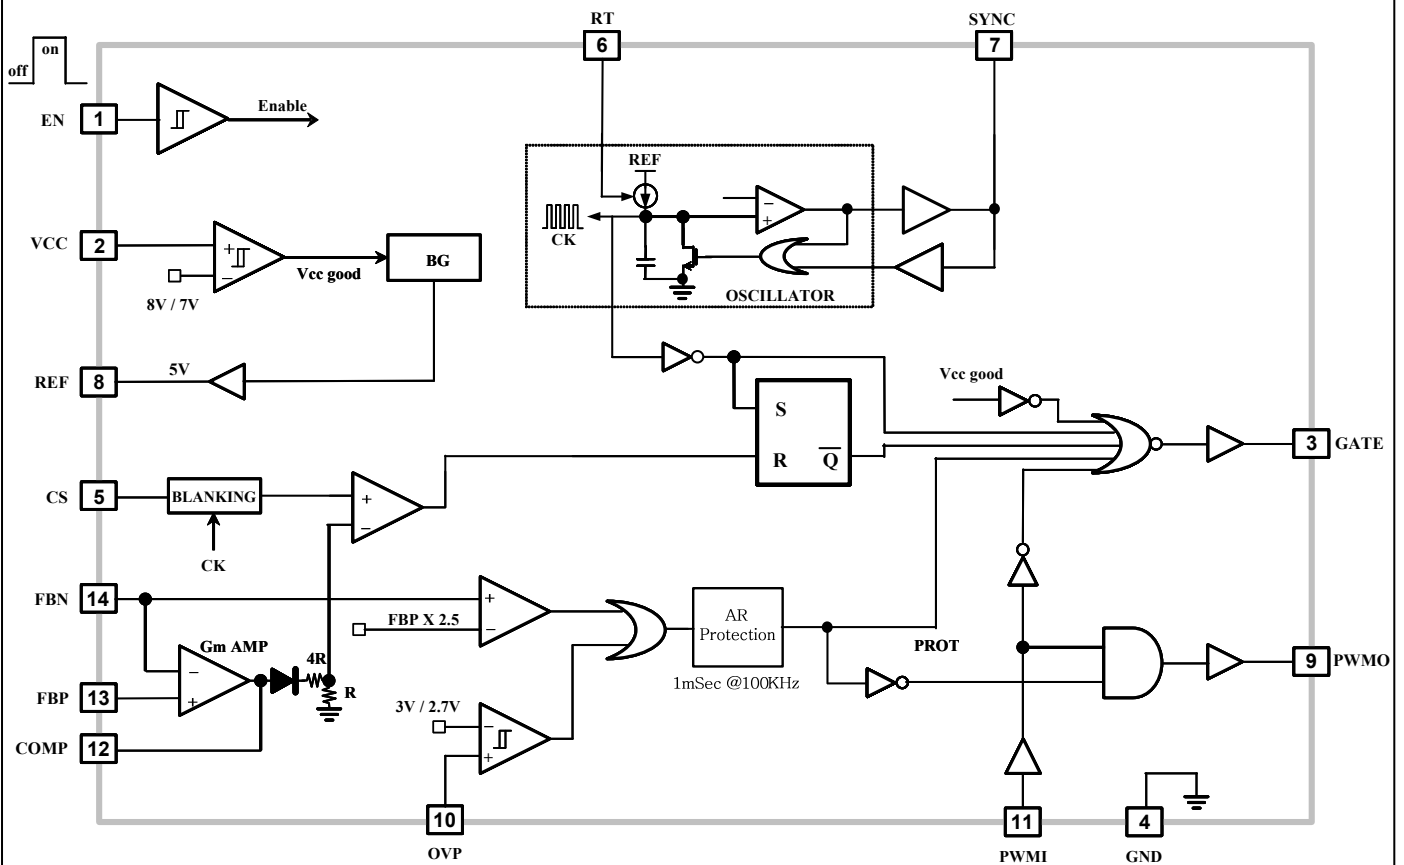 RT
SYNC
6
7
on
off
EN
1
Enable
REF
CK
−
+
OSCILLATOR
VCC
2
+
−
Vcc good
BG
8V / 7V
REF
8
5V
Vcc good
S
R
Q
3
GATE
CS
5
BLANKING
+
−
CK
FBN
14
FBP X 2.5
+
−
AR
Protection
1mSec @100KHz
PROT
Gm AMP
−
+
4R
R
FBP
13
COMP
12
3V / 2.7V
−
+
9
PWMO
10
OVP
11
PWMI
4
GND